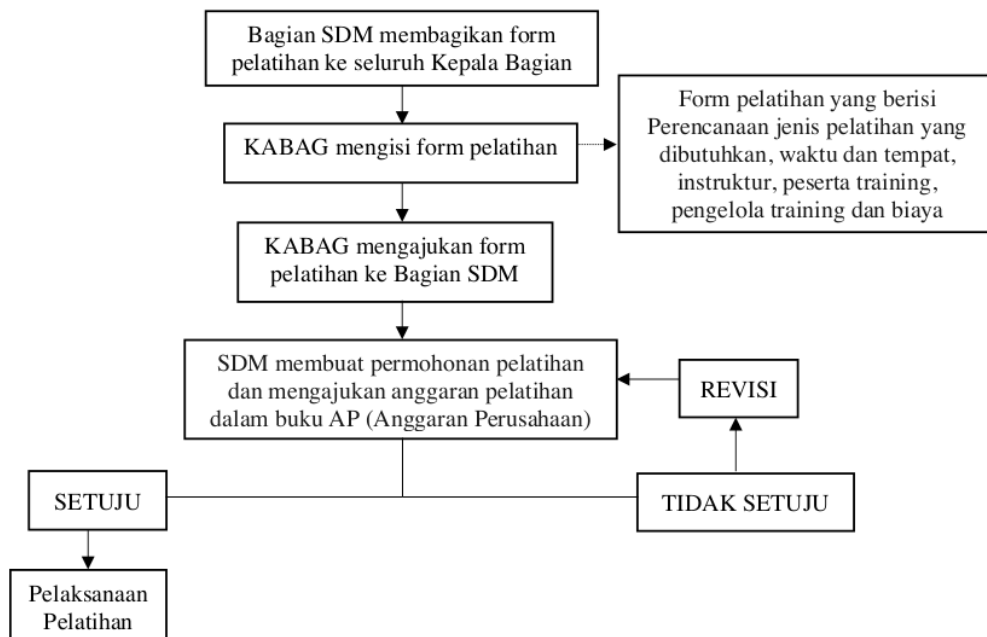 Bagian SDM membagikan form
pelatihan ke seluruh Kepala Bagian
Form pelatihan yang berisi
Perencanaan jenis pelatihan yang
dibutuhkan, waktu dan tempat,
instruktur, peserta training,
pengelola training dan biaya
KABAG mengisi form pelatihan
KABAG mengajukan form
pelatihan ke Bagian SDM
SDM membuat permohonan pelatihan
dan mengajukan anggaran pelatihan
dalam buku AP (Anggaran Perusahaan)
REVISI
SETUJU
TIDAK SETUJU
Pelaksanaan
Pelatihan